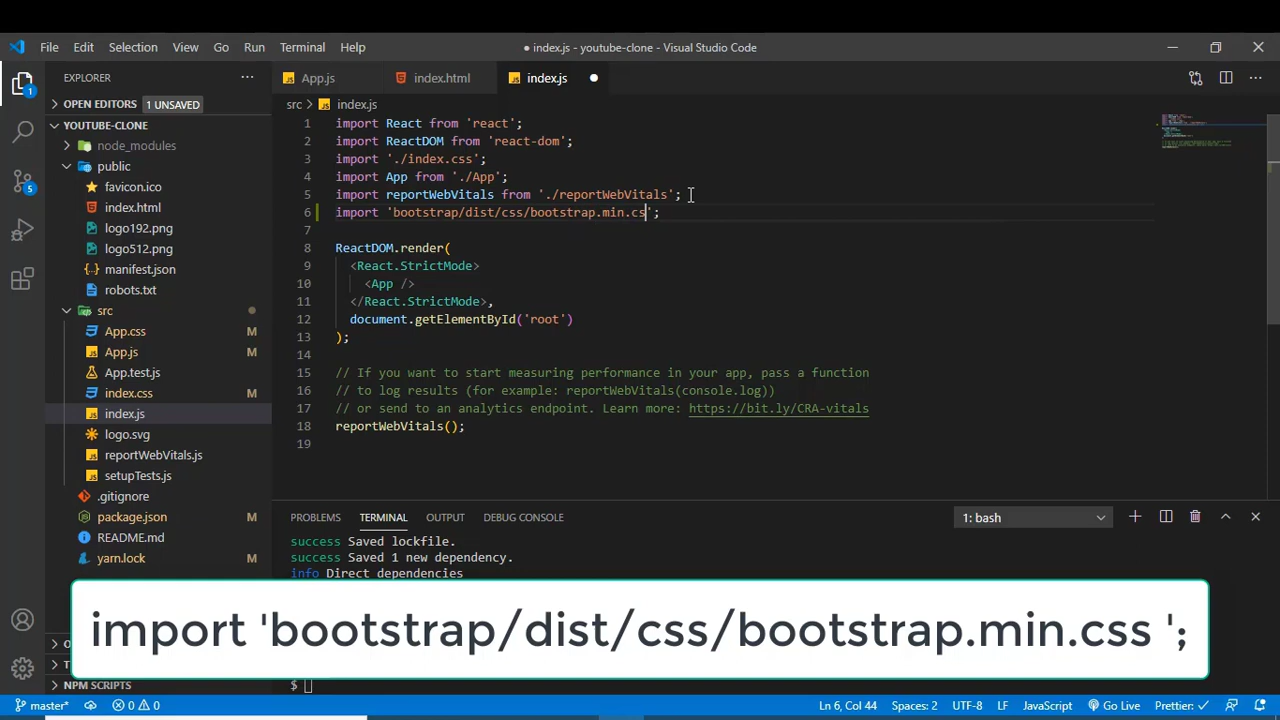 File Edit Selection View Go Run Terminal Help
● index.js - youtube-clone - Visual Studio Code
EXPLORER
OPEN EDITORS 1 UNSAVED
YOUTUBE-CLONE
node_modules
public
favicon.ico
index.html
logo192.png
logo512.png
manifest.json
robots.txt
src
App.css M
App.js M
App.test.js
index.css M
index.js
logo.svg
reportWebVitals.js
setupTests.js
.gitignore
package.json M
README.md
yarn.lock M
NPM SCRIPTS
App.js index.html index.js
src > index.js
1 import React from 'react';
2 import ReactDOM from 'react-dom';
3 import './index.css';
4 import App from './App';
5 import reportWebVitals from './reportWebVitals';
6 import 'bootstrap/dist/css/bootstrap.min.cs';
7
8 ReactDOM.render(
9 <React.StrictMode>
10 <App />
11 </React.StrictMode>,
12 document.getElementById('root')
13 );
14
15 // If you want to start measuring performance in your app, pass a function
16 // to log results (for example: reportWebVitals(console.log))
17 // or send to an analytics endpoint. Learn more: https://bit.ly/CRA-vitals
18 reportWebVitals();
19
PROBLEMS TERMINAL OUTPUT DEBUG CONSOLE
1: bash
success Saved lockfile.
success Saved 1 new dependency.
info Direct dependencies
import 'bootstrap/dist/css/bootstrap.min.css ';
$
master* 0 0
Ln 6, Col 44 Spaces: 2 UTF-8 LF JavaScript Go Live Prettier: ✓